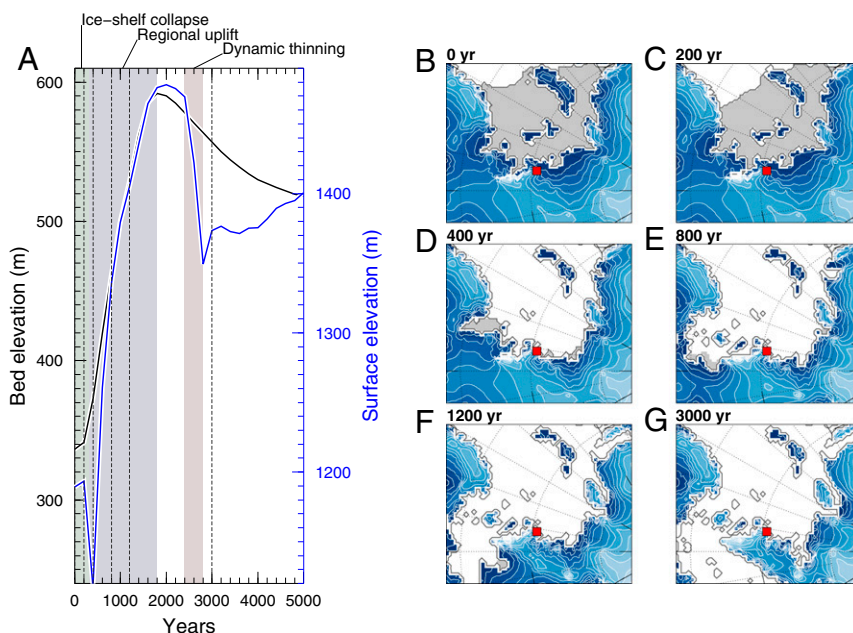 Ice-shelf collapse
Regional uplift
Dynamic thinning
A
600
500
400
300
Bed elevation (m)
1400
1300
1200
Surface elevation (m)
0 1000 2000 3000 4000 5000
Years
B 0 yr
C 200 yr
D 400 yr
E 800 yr
F 1200 yr
G 3000 yr